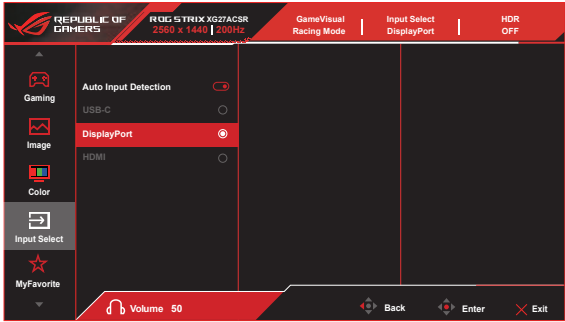 REPUBLIC OF
GAMERS
ROG STRIX XG27ACSR
2560 x 1440 200Hz
GameVisual
Racing Mode
Input Select
DisplayPort
HDR
OFF
Gaming
Image
Color
Input Select
MyFavorite
Auto Input Detection
USB-C
DisplayPort
HDMI
Volume 50
Back
Enter
Exit